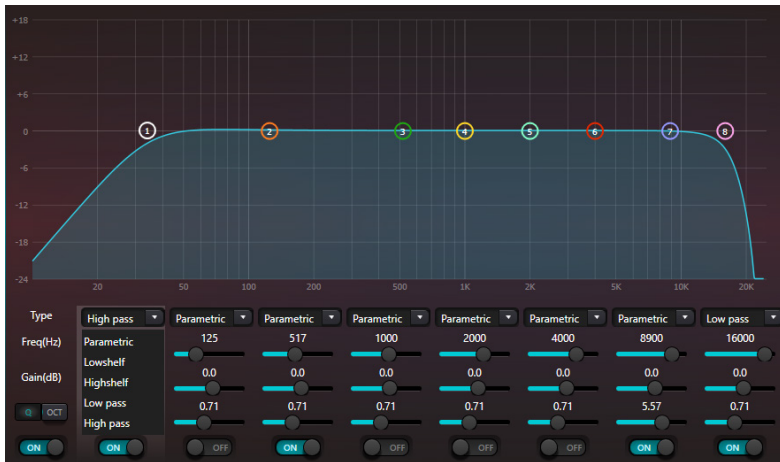 +18
+12
+6
0
-6
-12
-18
-24
1 2 3 4 5 6 7 8
20 50 100 200 500 1K 2K 5K 10K 20K
Type High pass Parametric Parametric Parametric Parametric Parametric Parametric Low pass
Freq(Hz) Parametric 125 517 1000 2000 4000 8900 16000
Lowshelf
Gain(dB) Highshelf 0.0 0.0 0.0 0.0 0.0 0.0 0.0
Low pass
Q OCT High pass 0.71 0.71 0.71 0.71 0.71 5.57 0.71
ON ON OFF ON OFF OFF OFF ON ON